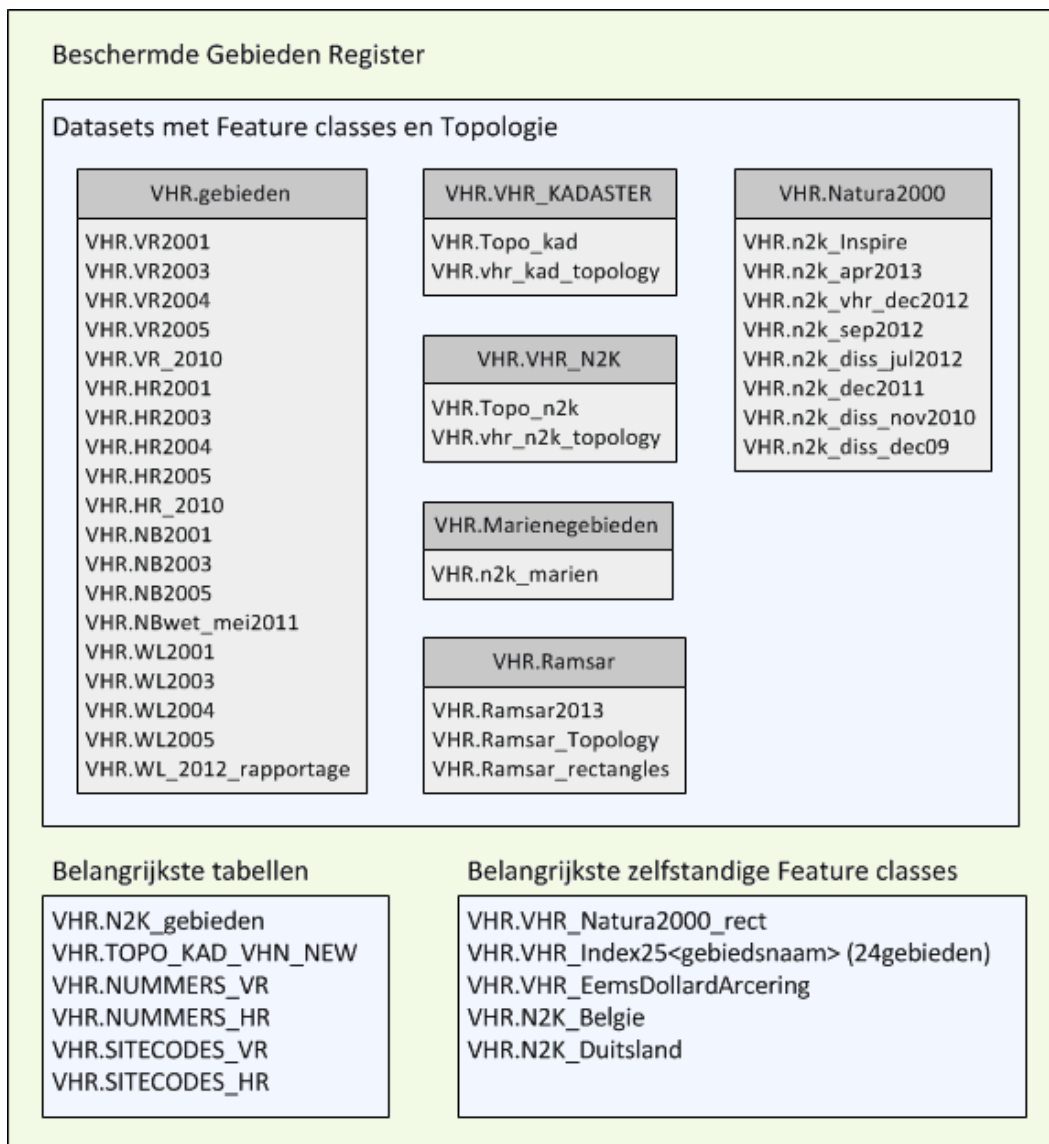 Beschermde Gebieden Register
Datasets met Feature classes en Topologie
VHR.gebieden
VHR.VR2001
VHR.VR2003
VHR.VR2004
VHR.VR2005
VHR.VR_2010
VHR.HR2001
VHR.HR2003
VHR.HR2004
VHR.HR2005
VHR.HR_2010
VHR.NB2001
VHR.NB2003
VHR.NB2005
VHR.NBwet_mei2011
VHR.WL2001
VHR.WL2003
VHR.WL2004
VHR.WL2005
VHR.WL_2012_rapportage
VHR.VHR_KADASTER
VHR.Topo_kad
VHR.vhr_kad_topology
VHR.VHR_N2K
VHR.Topo_n2k
VHR.vhr_n2k_topology
VHR.Marienegebieden
VHR.n2k_marien
VHR.Ramsar
VHR.Ramsar2013
VHR.Ramsar_Topology
VHR.Ramsar_rectangles
VHR.Natura2000
VHR.n2k_Inspire
VHR.n2k_apr2013
VHR.n2k_vhr_dec2012
VHR.n2k_sep2012
VHR.n2k_diss_jul2012
VHR.n2k_dec2011
VHR.n2k_diss_nov2010
VHR.n2k_diss_dec09
Belangrijkste tabellen
VHR.N2K_gebieden
VHR.TOPO_KAD_VHN_NEW
VHR.NUMMERS_VR
VHR.NUMMERS_HR
VHR.SITECODES_VR
VHR.SITECODES_HR
Belangrijkste zelfstandige Feature classes
VHR.VHR_Natura2000_rect
VHR.VHR_Index25<gebiedsnaam> (24gebieden)
VHR.VHR_EemsDollardArcering
VHR.N2K_Belgie
VHR.N2K_Duitsland